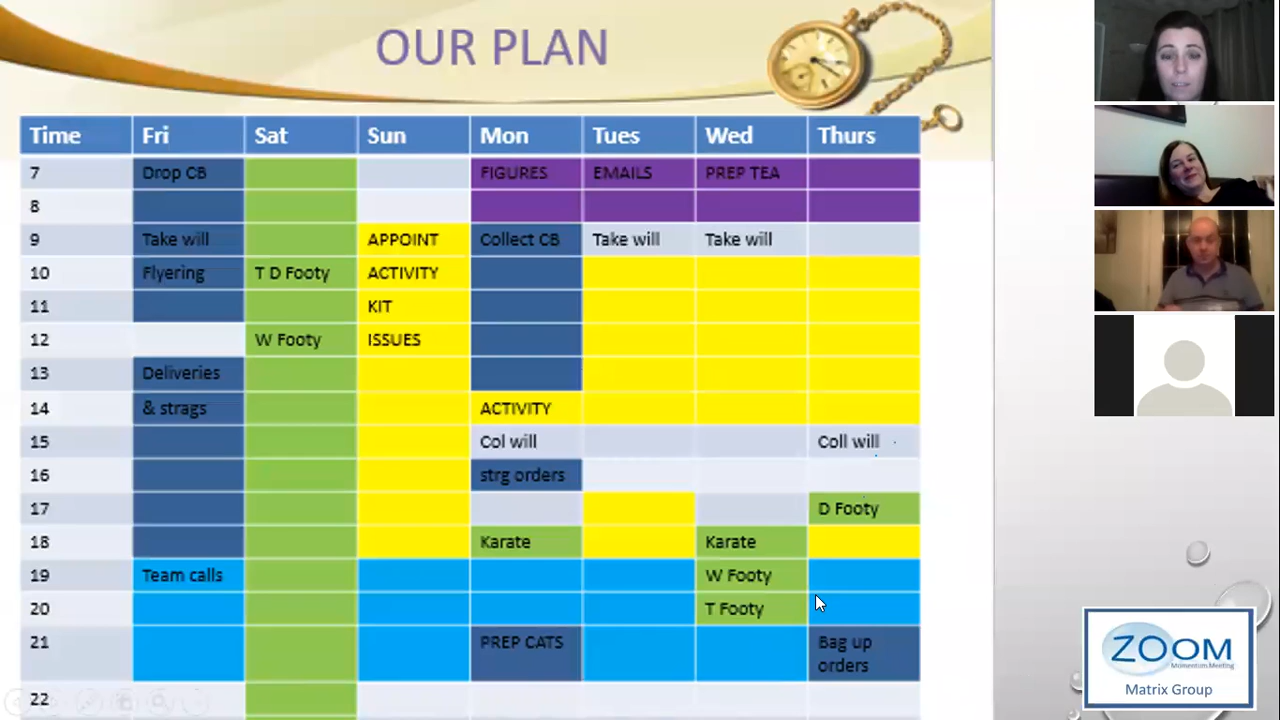 OUR PLAN
Time Fri Sat Sun Mon Tues Wed Thurs
7 Drop CB FIGURES EMAILS PREP TEA
8
9 Take will APPOINT Collect CB Take will Take will
10 Flyering T D Footy ACTIVITY
11 KIT
12 W Footy ISSUES
13 Deliveries
14 & strags ACTIVITY
15 Col will Coll will
16 strg orders
17 D Footy
18 Karate Karate
19 Team calls W Footy
20 T Footy
21 PREP CATS Bag up
orders
22
ZOOM
Momentum Meeting
Matrix Group